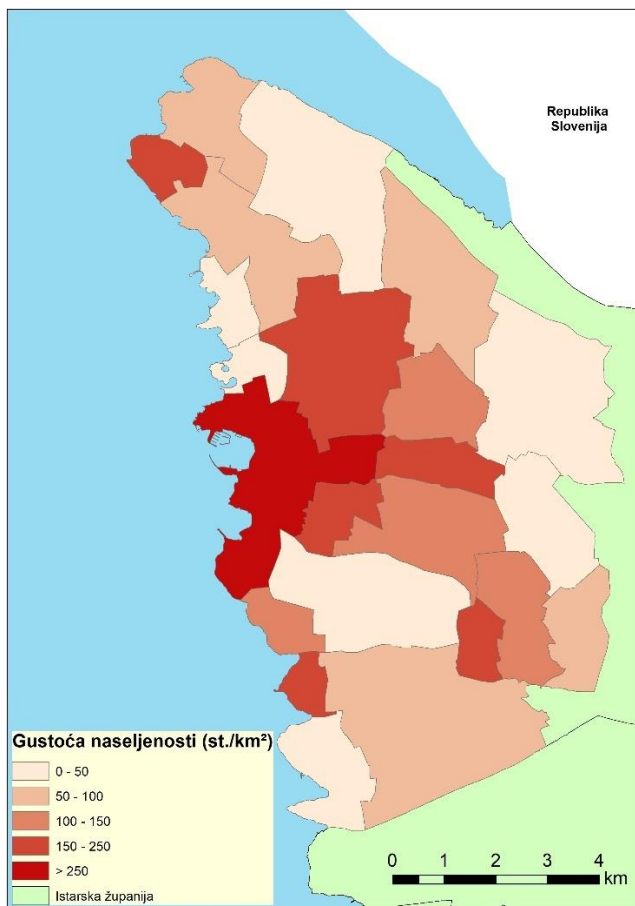 Republika
Slovenija
Gustoća naseljenosti (st./km²)
0 - 50
50 - 100
100 - 150
150 - 250
> 250
Istarska županija
0 1 2 3 4
km